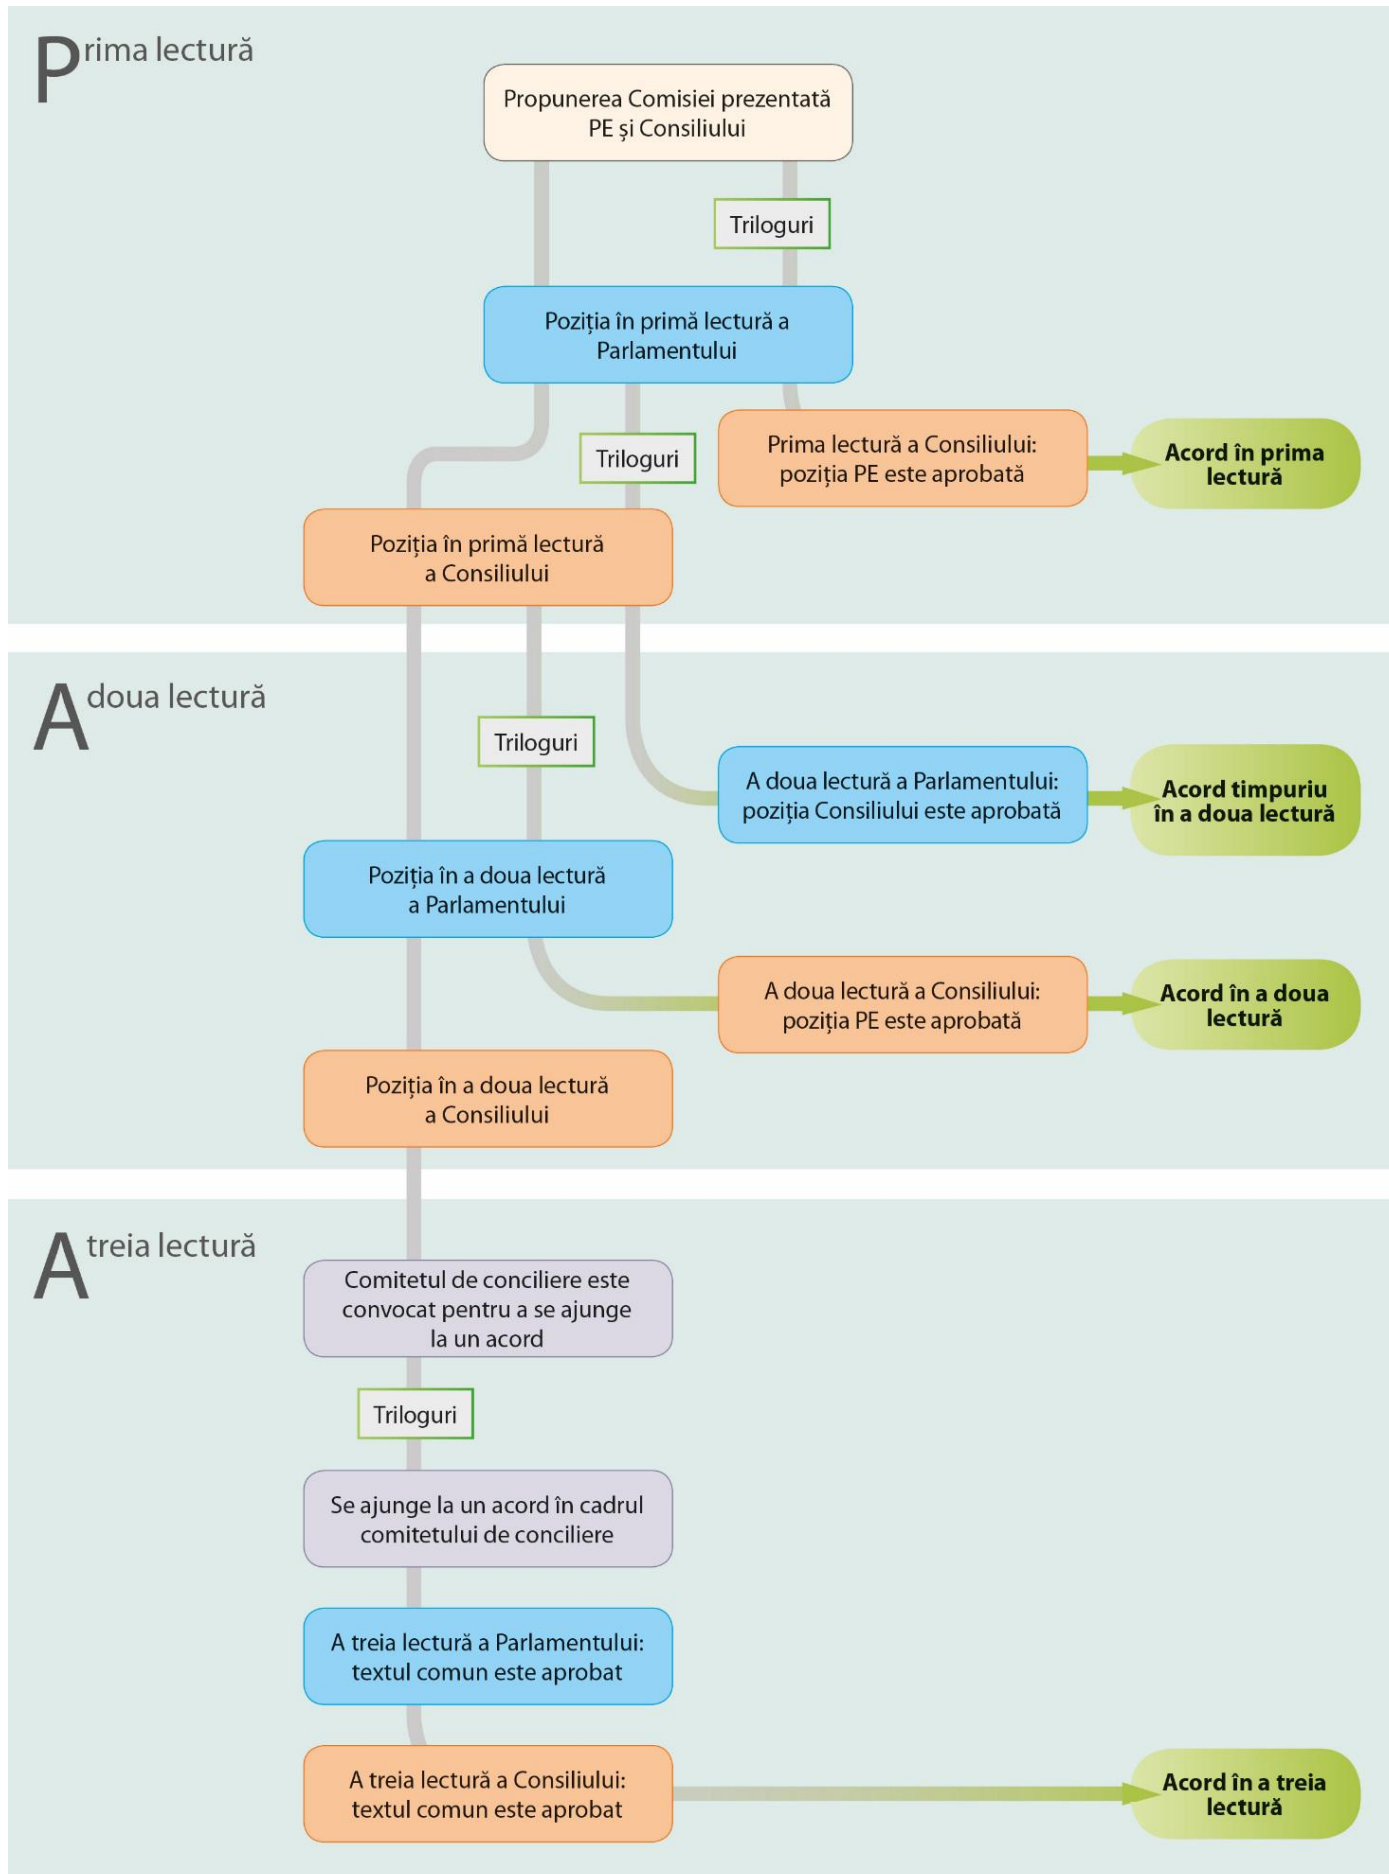 Prima lectură
Propunerea Comisiei prezentată
PE și Consiliului
Triloguri
Poziția în primă lectură a
Parlamentului
Triloguri
Prima lectură a Consiliului:
poziția PE este aprobată
Acord în prima
lectură
Poziția în primă lectură
a Consiliului
A doua lectură
Triloguri
A doua lectură a Parlamentului:
poziția Consiliului este aprobată
Acord timpuriu
în a doua lectură
Poziția în a doua lectură
a Parlamentului
A doua lectură a Consiliului:
poziția PE este aprobată
Acord în a doua
lectură
Poziția în a doua lectură
a Consiliului
A treia lectură
Comitetul de conciliere este
convocat pentru a se ajunge
la un acord
Triloguri
Se ajunge la un acord în cadrul
comitetului de conciliere
A treia lectură a Parlamentului:
textul comun este aprobat
A treia lectură a Consiliului:
textul comun este aprobat
Acord în a treia
lectură